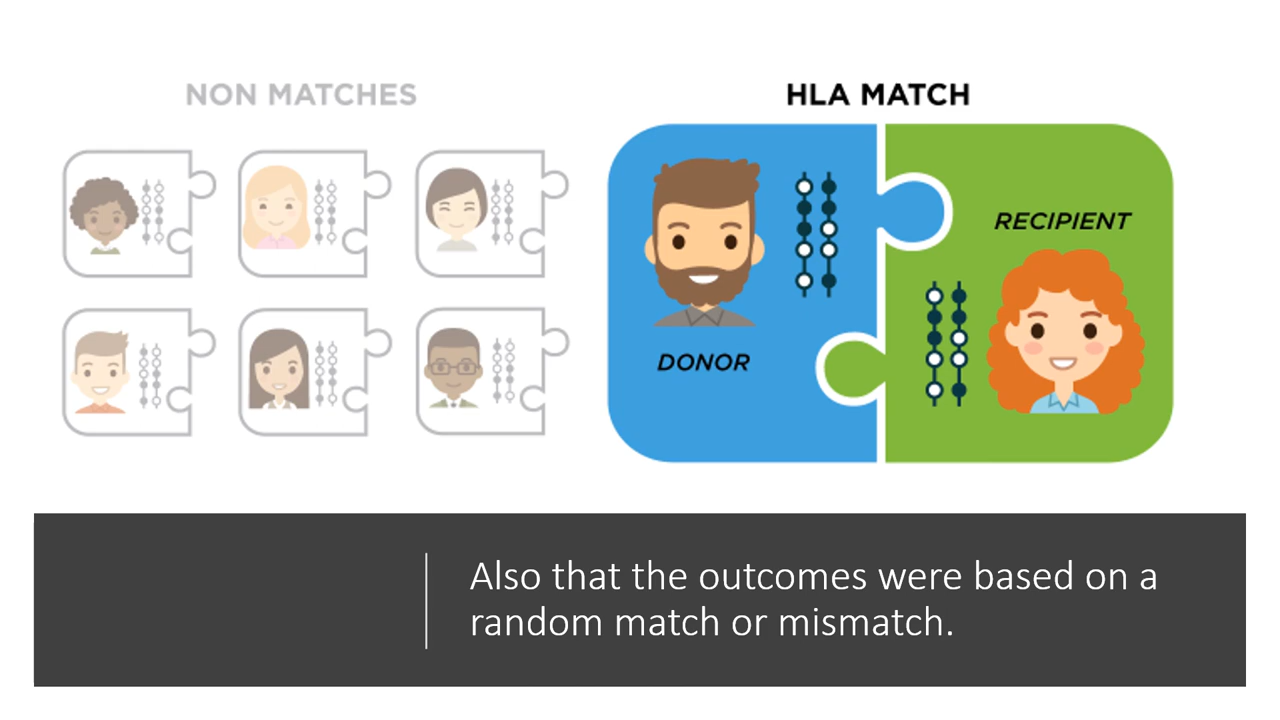 NON MATCHES
HLA MATCH
DONOR
RECIPIENT
Also that the outcomes were based on a
random match or mismatch.